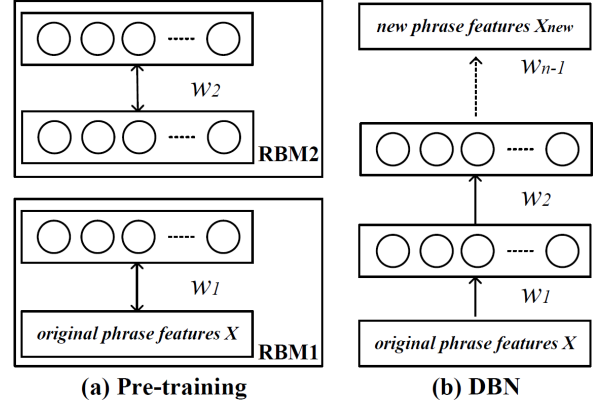 W2
RBM2
W1
original phrase features X
RBM1
(a) Pre-training
new phrase features Xnew
Wn-1
W2
W1
original phrase features X
(b) DBN